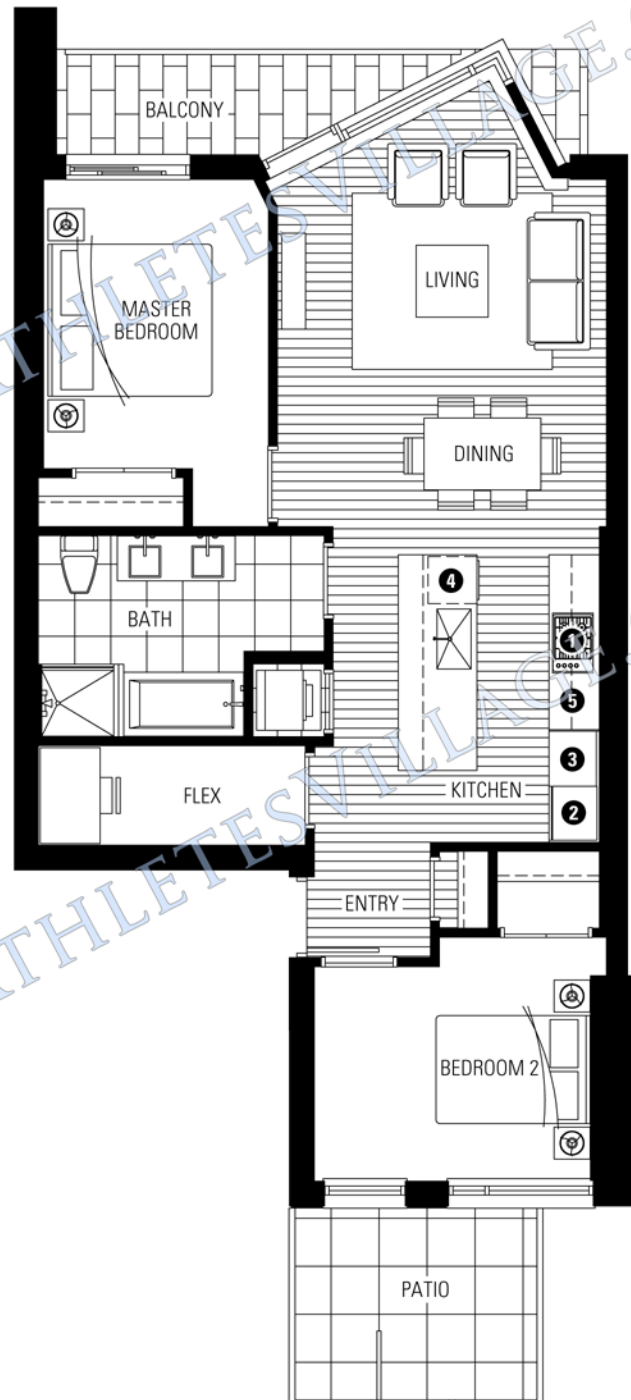 BALCONY
MASTER
BEDROOM
LIVING
DINING
4
BATH
1
5
3
FLEX
KITCHEN
2
ENTRY
BEDROOM 2
PATIO
ATHLETESVILLAGE.
ATHLETESVILLAGE.